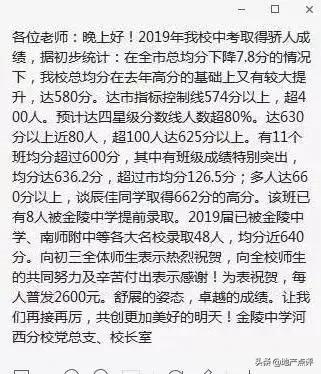 各位老师：晚上好！2019年我校中考取得骄人成
绩，据初步统计：在全市总均分下降7.8分的情况
下，我校总均分在去年高分的基础上又有较大提
升，达580分。达市指标控制线574分以上，超4
00人。预计达四星级分数线人数超80%。达630
分以上近80人，超100人达625分以上。有11个
班均分超过600分，其中有班级成绩特别突出，
均分达636.2分，超过市均分126.5分；多人达66
0分以上，谈辰佳同学取得662分的高分。该班已
有8人被金陵中学提前录取。2019届已被金陵中
学、南师附中等各大名校录取48人，均分近640
分。向初三全体师生表示热烈祝贺，向全校师生
的共同努力及辛苦付出表示感谢！为表祝贺，每
人普发2600元。舒展的姿态，卓越的成绩。让我
们再接再厉，共创更加美好的明天！金陵中学河
西分校党总支、校长室
头条 @地产点评